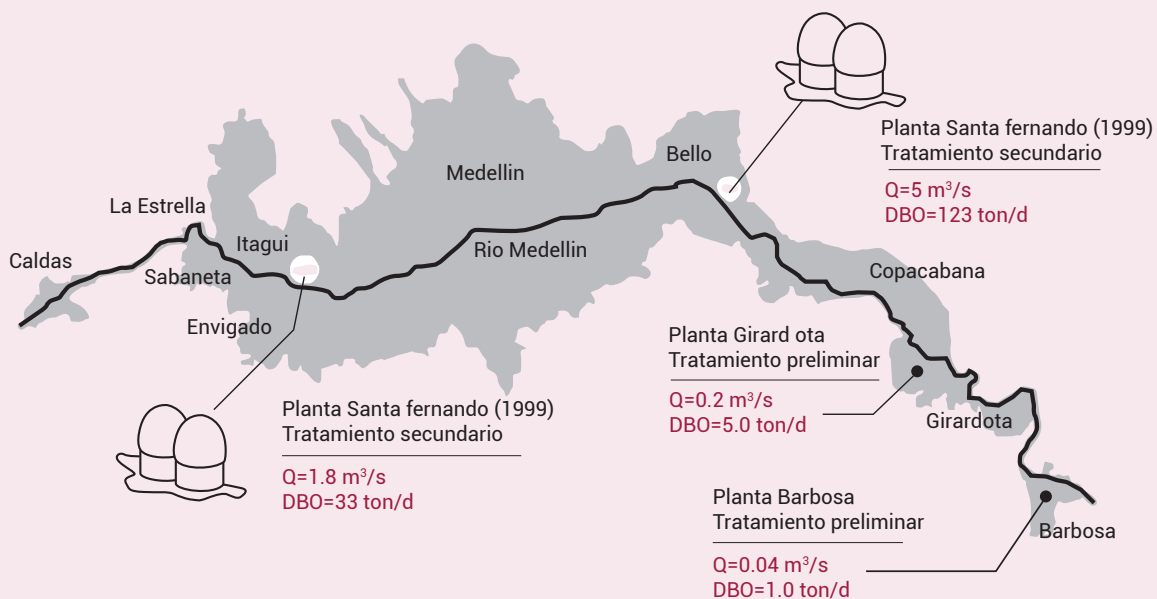 Planta Santa fernando (1999)
Tratamiento secundario
Q=5 m³/s
DBO=123 ton/d
Bello
Medellin
La Estrella
Itagui
Rio Medellin
Caldas
Sabaneta
Copacabana
Envigado
Planta Girard ota
Tratamiento preliminar
Q=0.2 m³/s
DBO=5.0 ton/d
Planta Santa fernando (1999)
Tratamiento secundario
Q=1.8 m³/s
DBO=33 ton/d
Girardota
Planta Barbosa
Tratamiento preliminar
Q=0.04 m³/s
DBO=1.0 ton/d
Barbosa